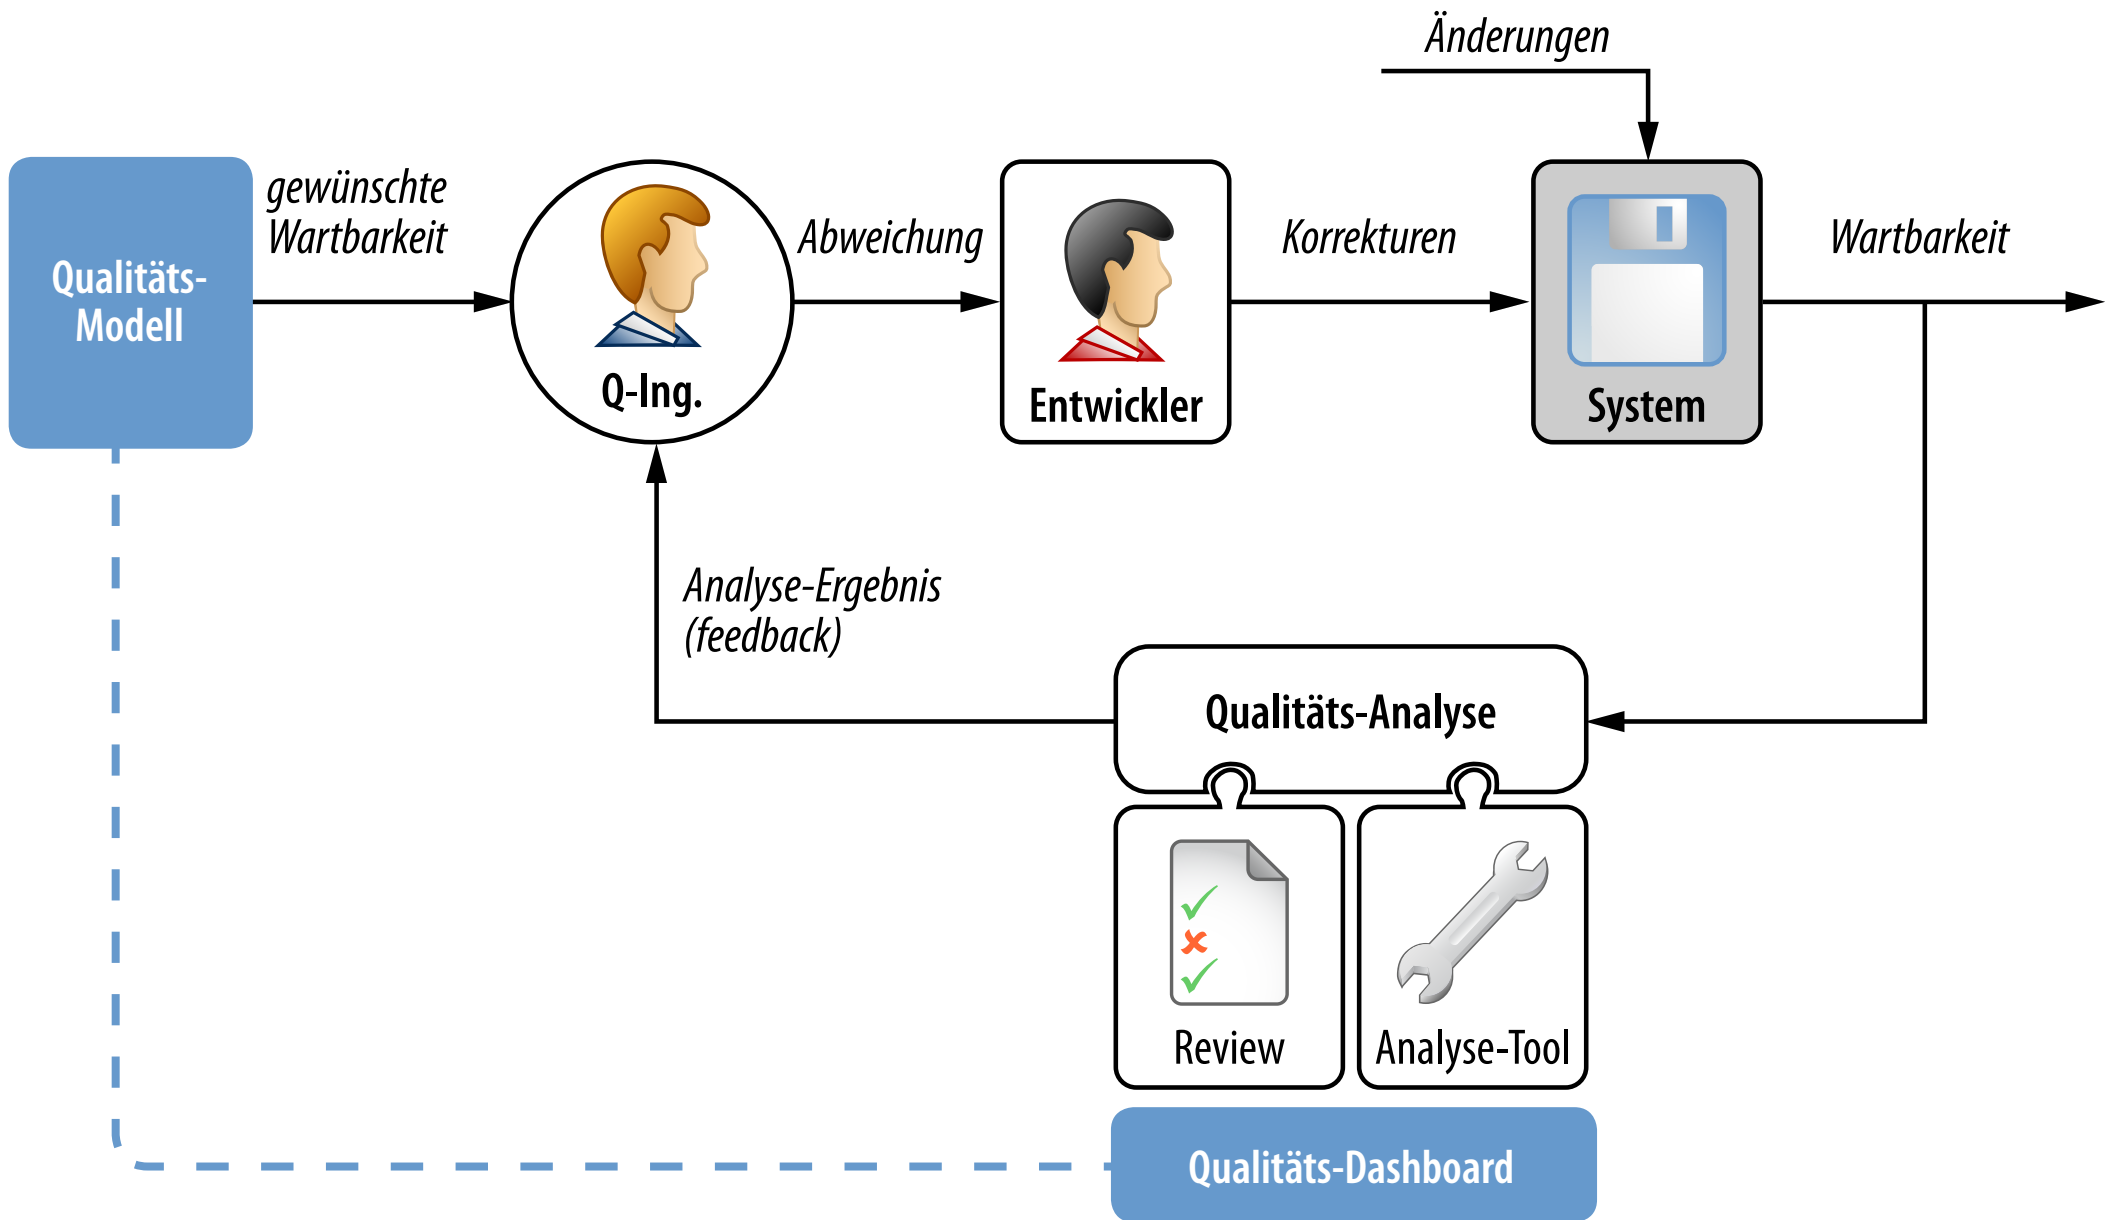 Änderungen
gewünschte
Wartbarkeit
Qualitäts-
Modell
Q-Ing.
Abweichung
Entwickler
Korrekturen
System
Wartbarkeit
Analyse-Ergebnis
(feedback)
Qualitäts-Analyse
Review
Analyse-Tool
Qualitäts-Dashboard